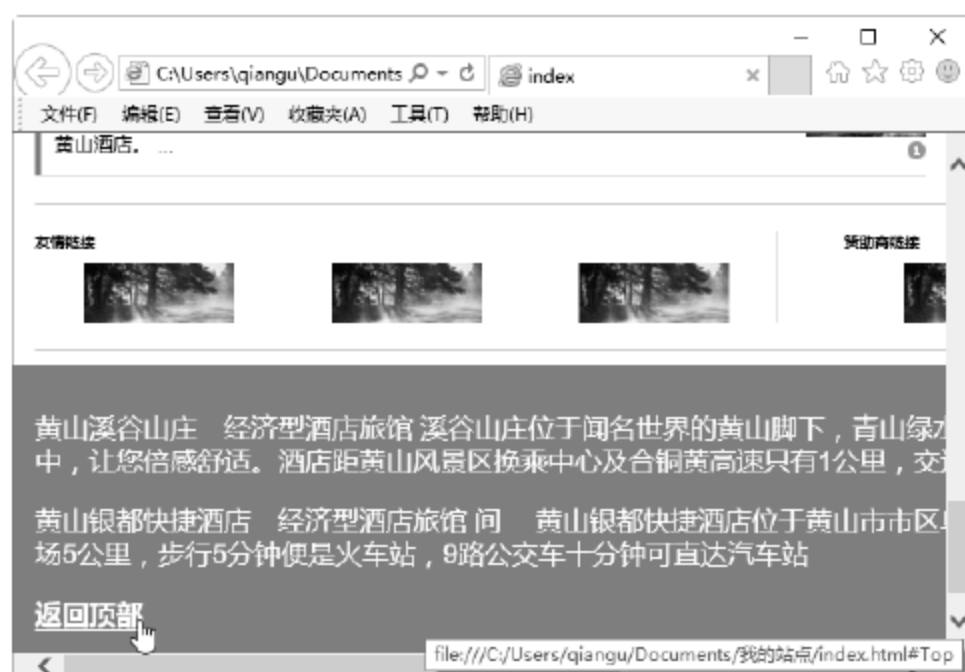 C:\Users\qiangu\Documents
index
文件(F) 编辑(E) 查看(V) 收藏夹(A) 工具(T) 帮助(H)
黄山酒店。 ...
1
友情链接 赞助商链接
黄山溪谷山庄 经济型酒店旅馆 溪谷山庄位于闻名世界的黄山脚下，青山绿水
中，让您倍感舒适。酒店距黄山风景区换乘中心及合铜黄高速只有1公里，交
黄山银都快捷酒店 经济型酒店旅馆 间 黄山银都快捷酒店位于黄山市市区
场5公里，步行5分钟便是火车站，9路公交车十分钟可直达汽车站
返回顶部
file:///C:/Users/qiangu/Documents/我的站点/index.html#Top